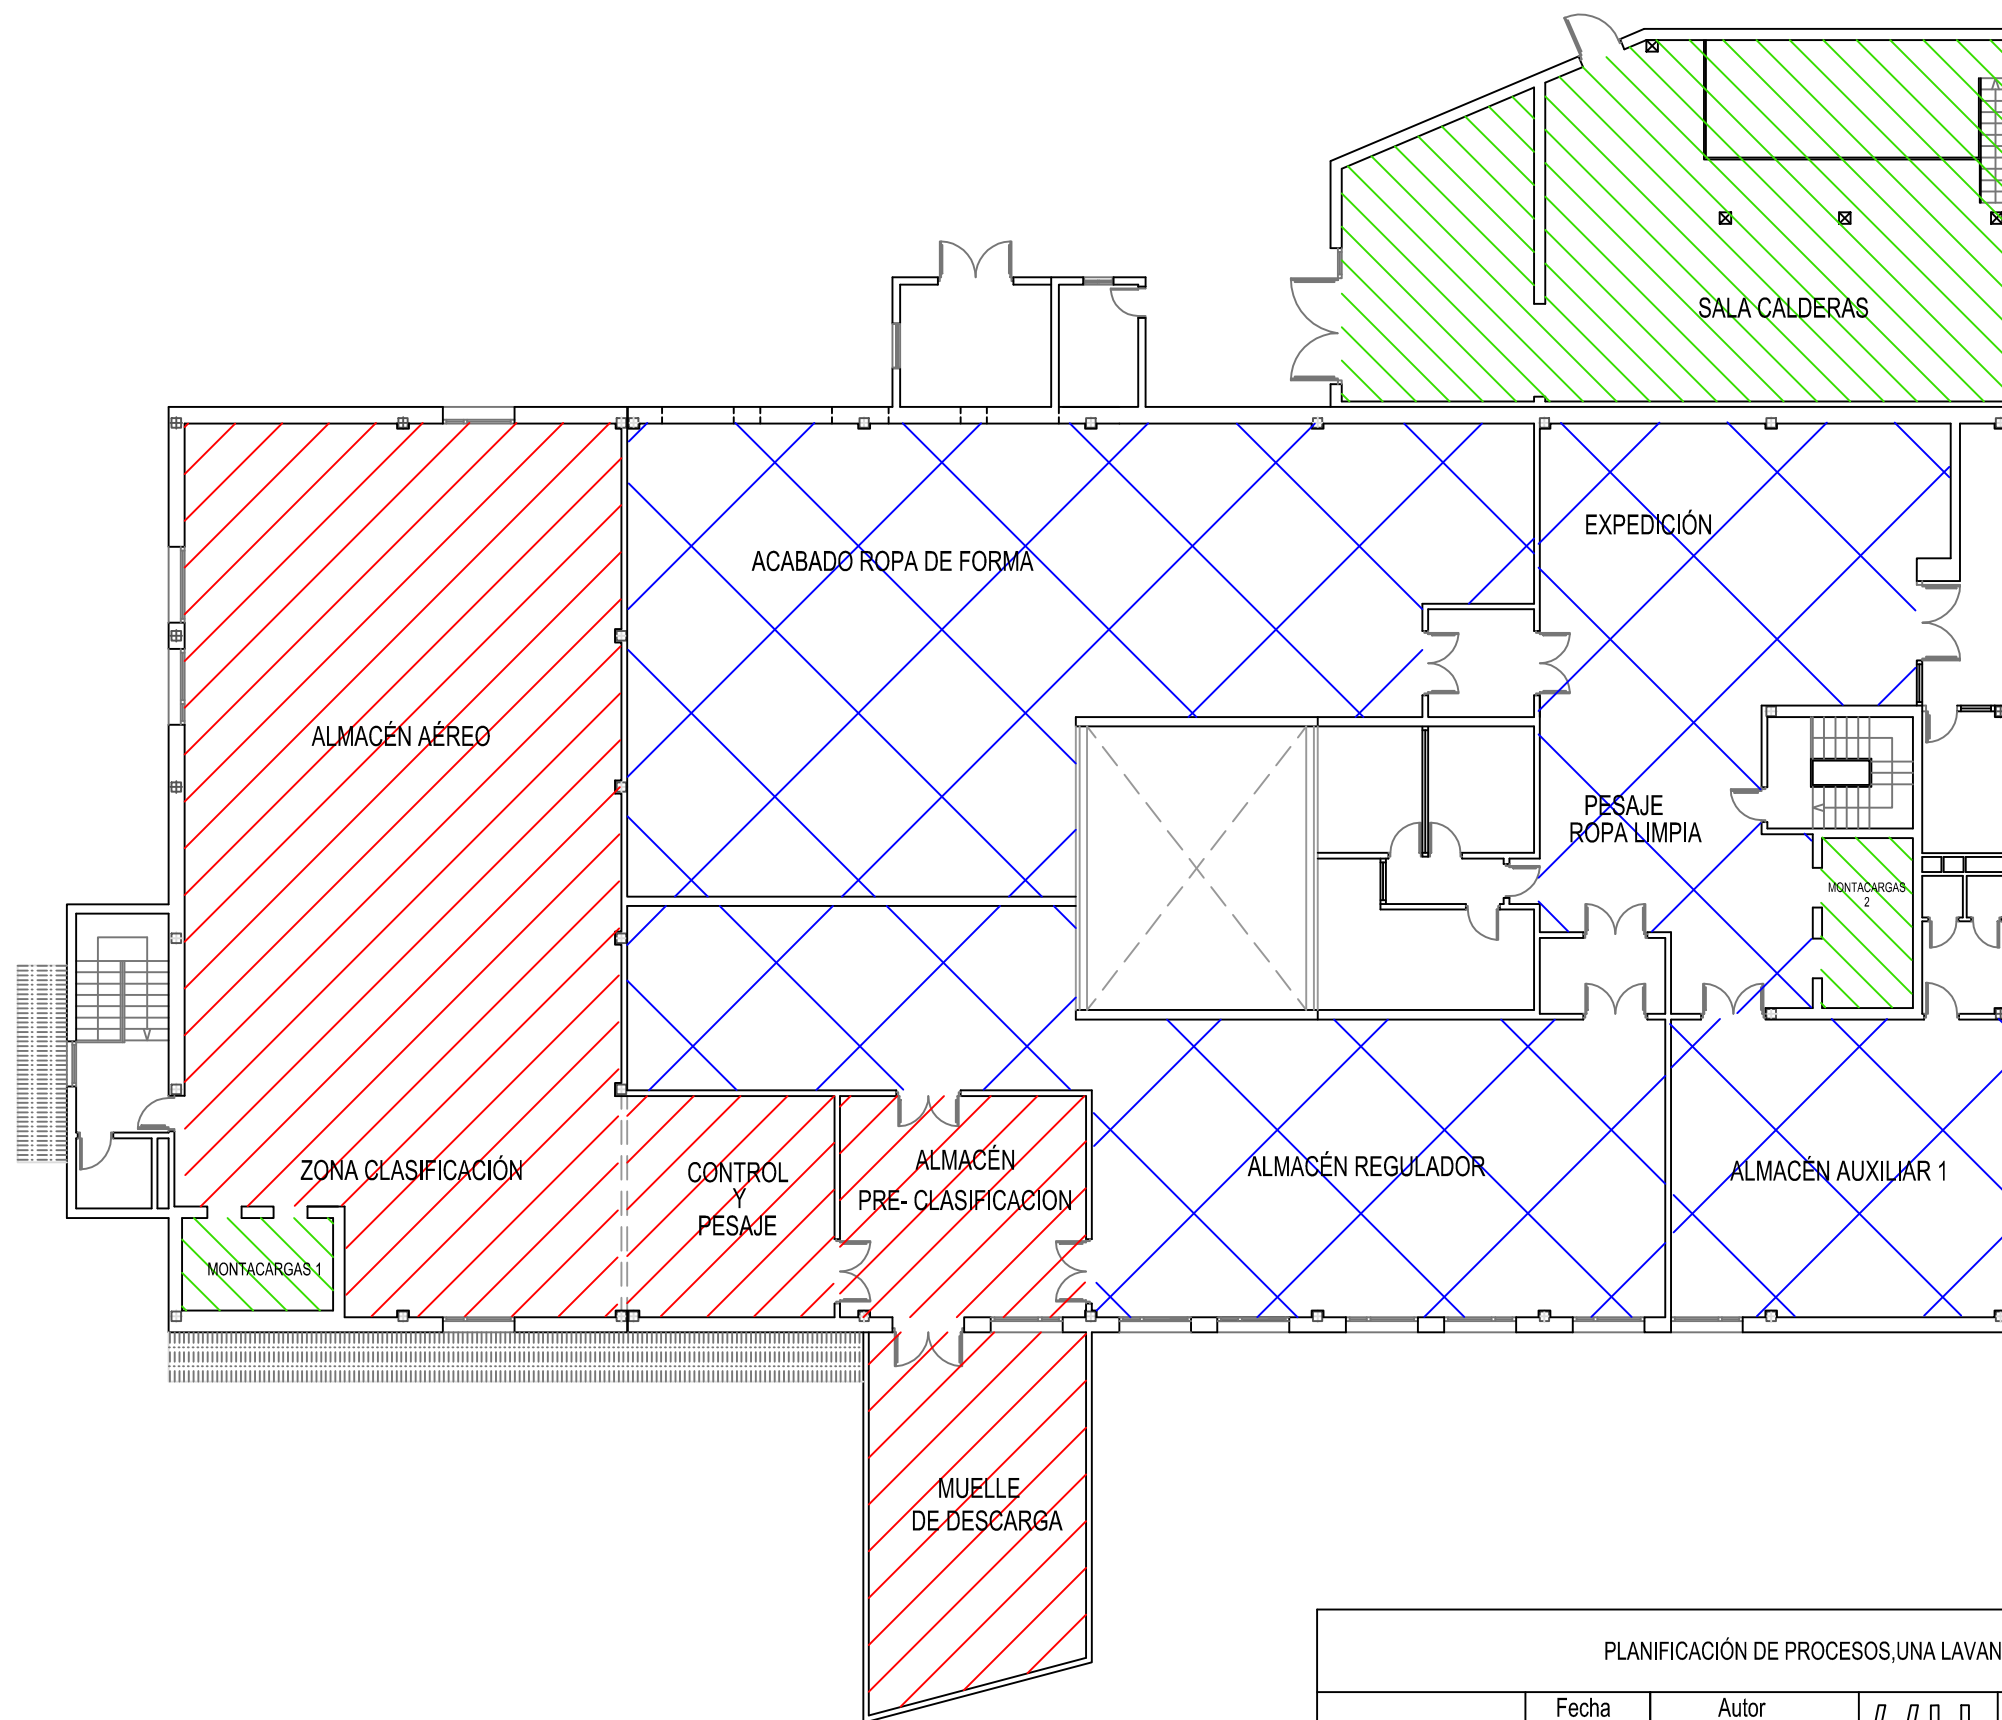 SALA CALDERAS
EXPEDICIÓN
ACABADO ROPA DE FORMA
ALMACÉN AÉREO
PESAJE
ROPA LIMPIA
MONTACARGAS
2
ALMACÉN
ZONA CLASIFICACIÓN
CONTROL
Y
PESAJE
PRE- CLASIFICACION
ALMACÉN REGULADOR
ALMACÉN AUXILIAR 1
MONTACARGAS 1
MUELLE
DE DESCARGA
PLANIFICACIÓN DE PROCESOS,UNA LAVAN
Fecha
Autor